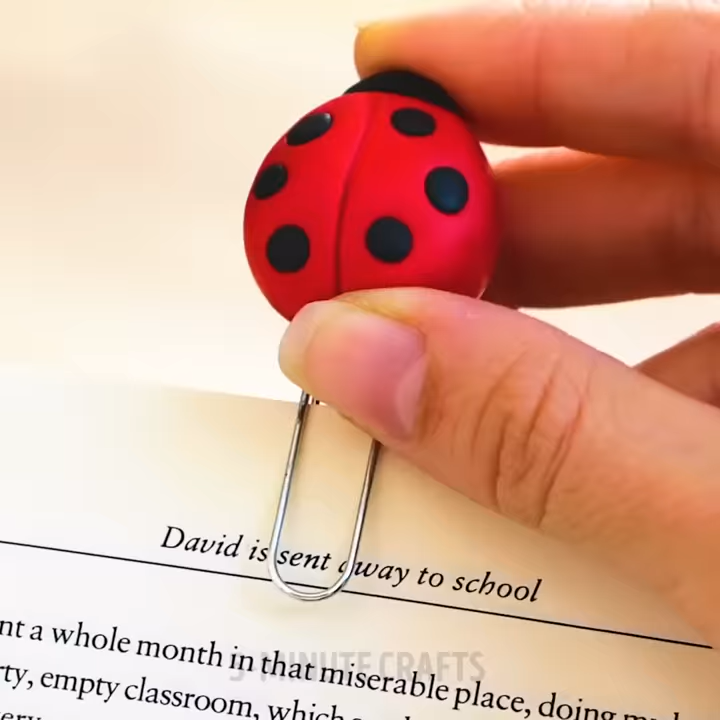 David is sent away to school
nt a whole month in that miserable place, doing
5-MINUTE CRAFTS
rty, empty classroom, which